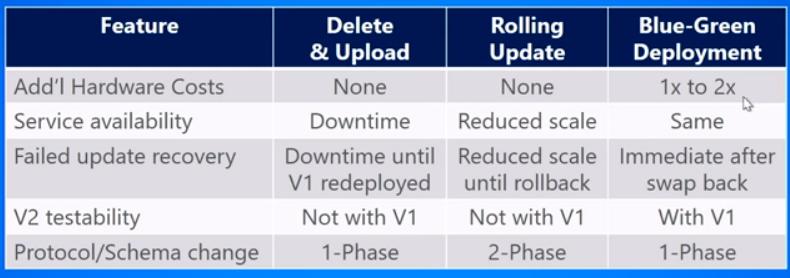 Feature Delete & Upload Rolling Update Blue-Green Deployment
Add'l Hardware Costs None None 1x to 2x
Service availability Downtime Reduced scale Same
Failed update recovery Downtime until V1 redeployed Reduced scale until rollback Immediate after swap back
V2 testability Not with V1 Not with V1 With V1
Protocol/Schema change 1-Phase 2-Phase 1-Phase